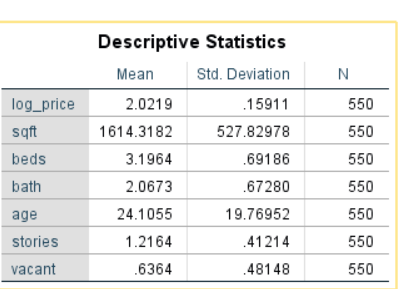 Descriptive Statistics
Mean Std. Deviation N
log_price 2.0219 .15911 550
sqft 1614.3182 527.82978 550
beds 3.1964 .69186 550
bath 2.0673 .67280 550
age 24.1055 19.76952 550
stories 1.2164 .41214 550
vacant .6364 .48148 550